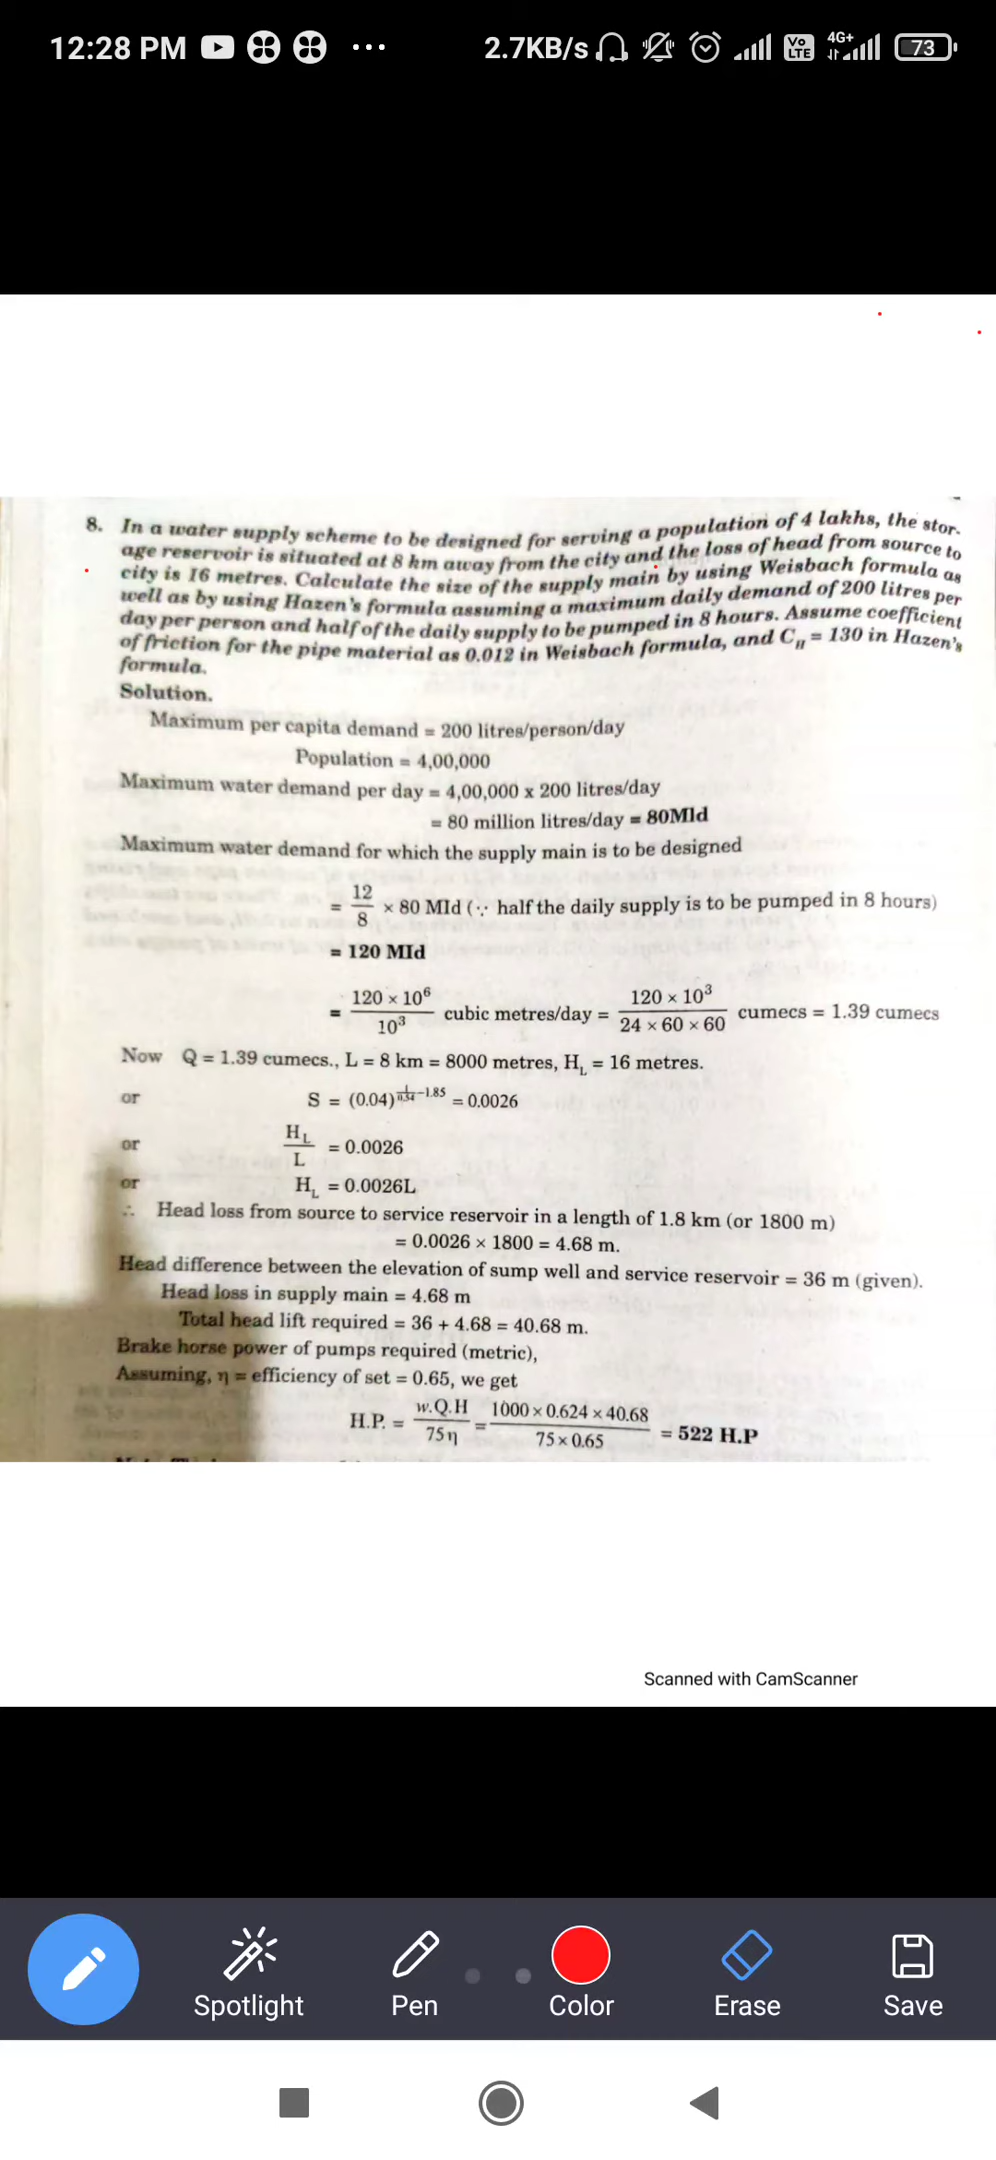 12:28 PM ... 2.7KB/s Vo LTE 4G+ 73
8. In a water supply scheme to be designed for serving a population of 4 lakhs, the stor-
age reservoir is situated at 8 km away from the city and the loss of head from source to
city is 16 metres. Calculate the size of the supply main by using Weisbach formula as
well as by using Hazen's formula assuming a maximum daily demand of 200 litres per
day per person and half of the daily supply to be pumped in 8 hours. Assume coefficient
of friction for the pipe material as 0.012 in Weisbach formula, and C_H = 130 in Hazen's
formula.
Solution.
Maximum per capita demand = 200 litres/person/day
Population = 4,00,000
Maximum water demand per day = 4,00,000 x 200 litres/day
= 80 million litres/day = 80Mld
Maximum water demand for which the supply main is to be designed
= 12/8 × 80 MId (∵ half the daily supply is to be pumped in 8 hours)
= 120 MId
= 120 × 10⁶ / 10³ cubic metres/day = 120 × 10³ / 24 × 60 × 60 cumecs = 1.39 cumecs
Now Q = 1.39 cumecs., L = 8 km = 8000 metres, H_L = 16 metres.
or S = (0.04)^(1/0.54 −1.85) = 0.0026
or H_L / L = 0.0026
or H_L = 0.0026L
∴ Head loss from source to service reservoir in a length of 1.8 km (or 1800 m)
= 0.0026 × 1800 = 4.68 m.
Head difference between the elevation of sump well and service reservoir = 36 m (given).
Head loss in supply main = 4.68 m
Total head lift required = 36 + 4.68 = 40.68 m.
Brake horse power of pumps required (metric),
Assuming, η = efficiency of set = 0.65, we get
H.P. = w.Q.H / 75η = 1000 × 0.624 × 40.68 / 75 × 0.65 = 522 H.P
Scanned with CamScanner
Spotlight Pen Color Erase Save